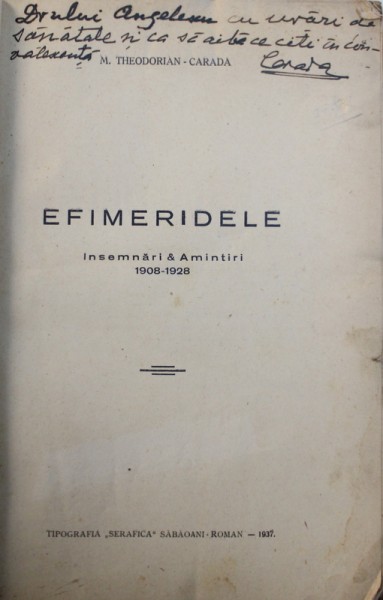 Drului Angelescu cu urări de
sănătate și ca să aibă ce citi în con-
valescență
M. THEODORIAN - CARADA
Carada
EFIMERIDELE
Insemnări & Amintiri
1908-1928
TIPOGRAFIA „SERAFICA“ SĂBĂOANI - ROMAN — 1937.